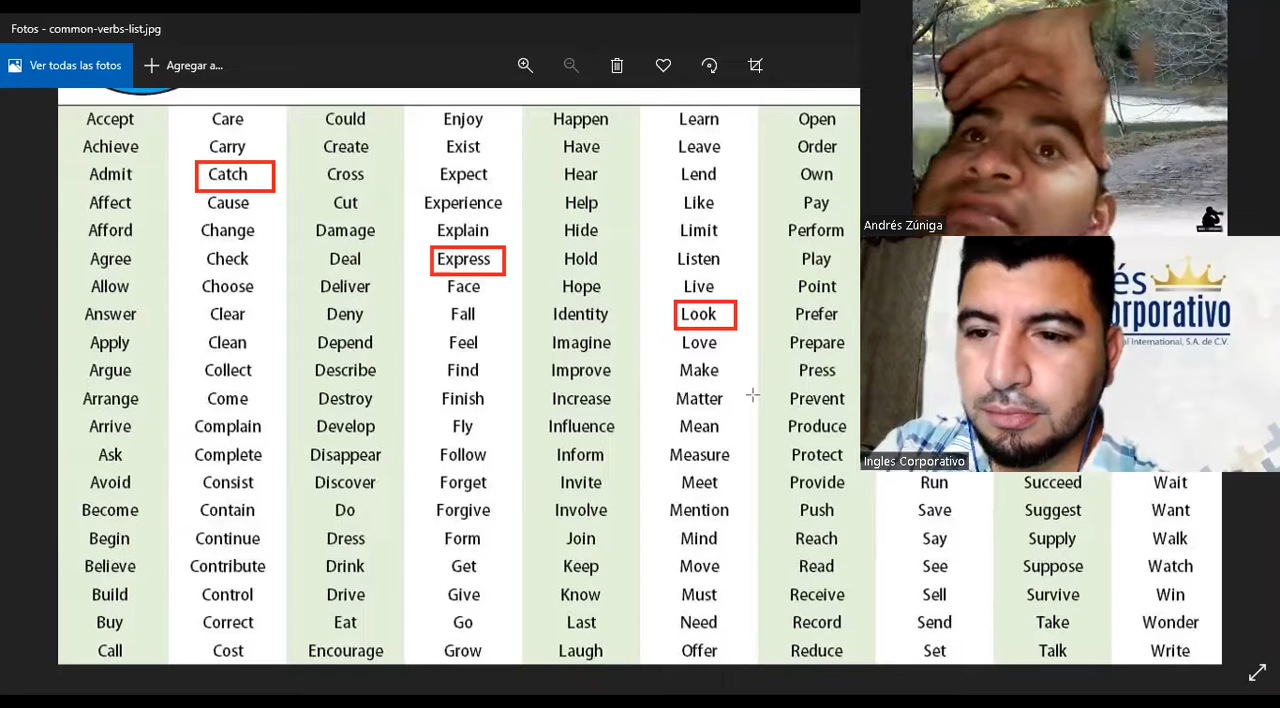 Fotos - common-verbs-list.jpg
Ver todas las fotos
Agregar a...
Accept Care Could Enjoy Happen Learn Open
Achieve Carry Create Exist Have Leave Order
Admit Catch Cross Expect Hear Lend Own
Affect Cause Cut Experience Help Like Pay
Afford Change Damage Explain Hide Limit Perform
Agree Check Deal Express Hold Listen Play
Allow Choose Deliver Face Hope Live Point
Answer Clear Deny Fall Identity Look Prefer
Apply Clean Depend Feel Imagine Love Prepare
Argue Collect Describe Find Improve Make Press
Arrange Come Destroy Finish Increase Matter Prevent
Arrive Complain Develop Fly Influence Mean Produce
Ask Complete Disappear Follow Inform Measure Protect
Avoid Consist Discover Forget Invite Meet Provide Run Succeed Wait
Become Contain Do Forgive Involve Mention Push Save Suggest Want
Begin Continue Dress Form Join Mind Reach Say Supply Walk
Believe Contribute Drink Get Keep Move Read See Suppose Watch
Build Control Drive Give Know Must Receive Sell Survive Win
Buy Correct Eat Go Last Need Record Send Take Wonder
Call Cost Encourage Grow Laugh Offer Reduce Set Talk Write
Andrés Zúniga
és
orporativo
al International, S.A. de C.V.
Ingles Corporativo